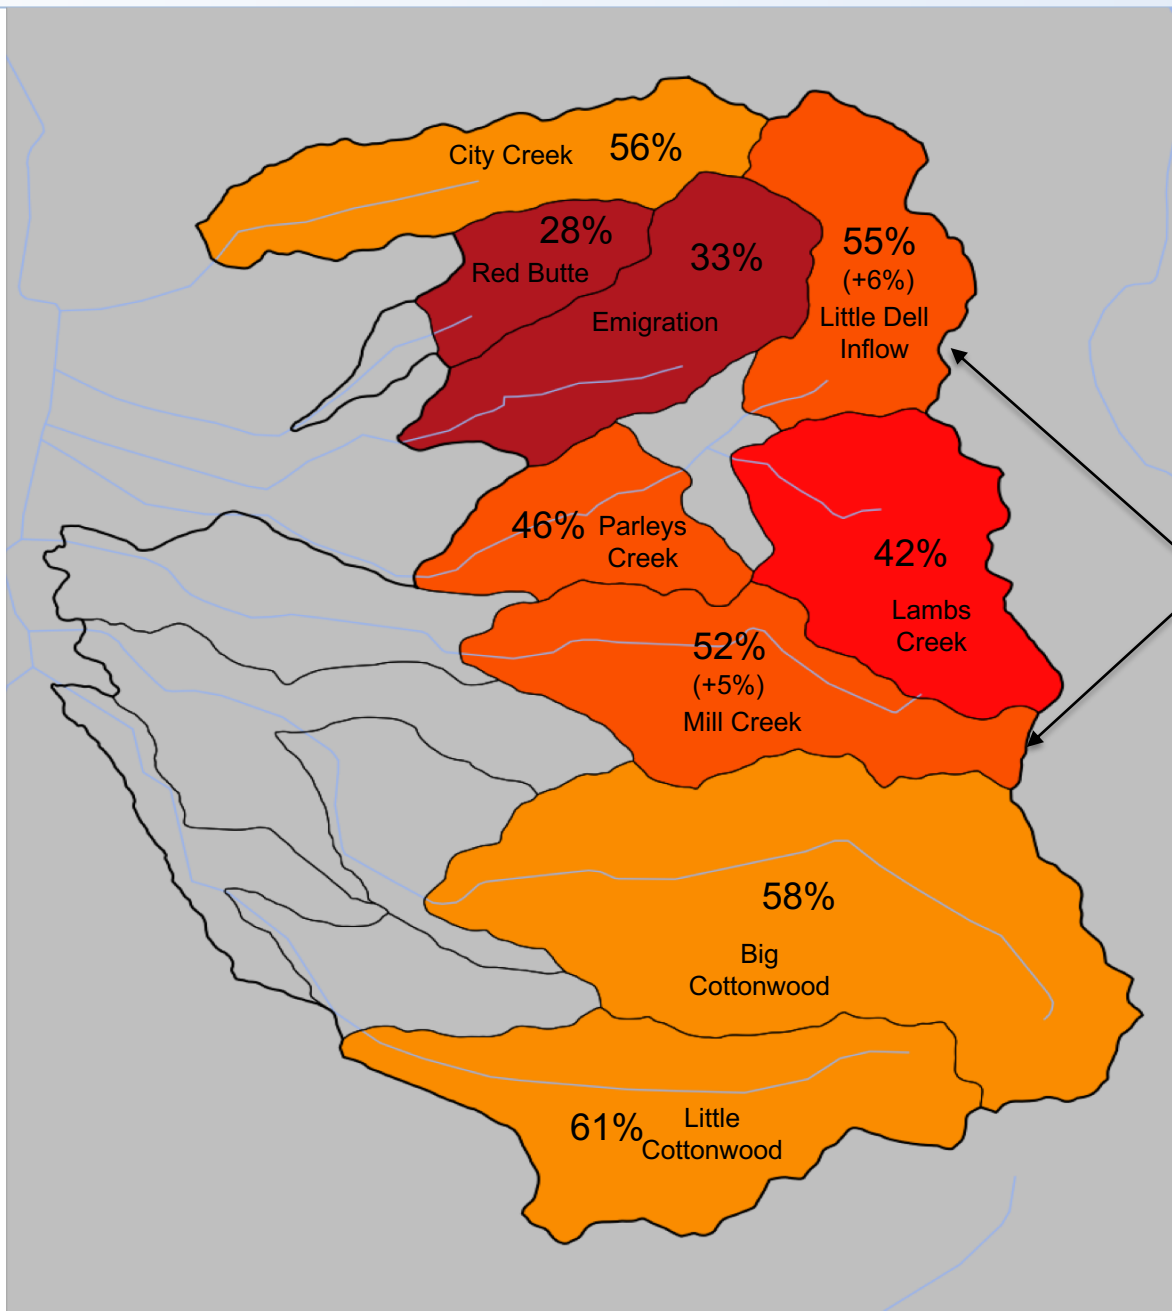 City Creek 56%
28%
Red Butte
33%
Emigration
55%
(+6%)
Little Dell
Inflow
46% Parleys
Creek
42%
Lambs
Creek
52%
(+5%)
Mill Creek
58%
Big
Cottonwood
61% Little
Cottonwood